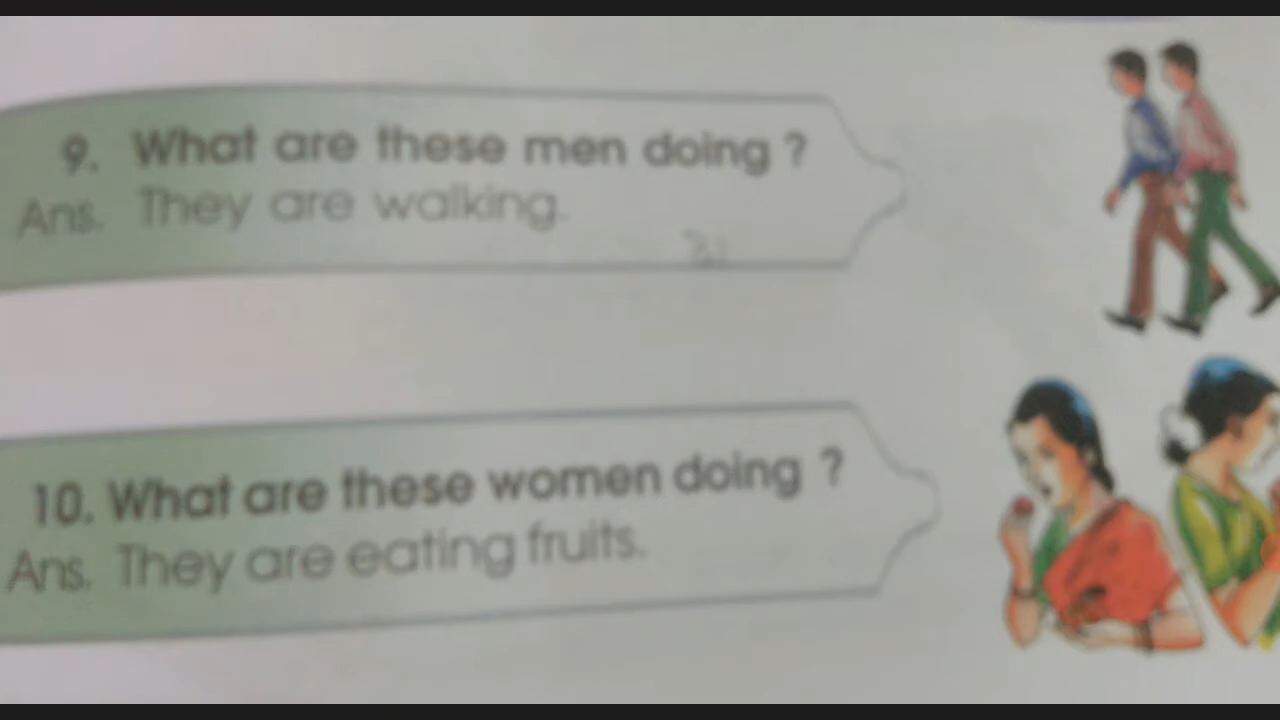 9. What are these men doing ?
Ans. They are walking.
10. What are these women doing ?
Ans. They are eating fruits.